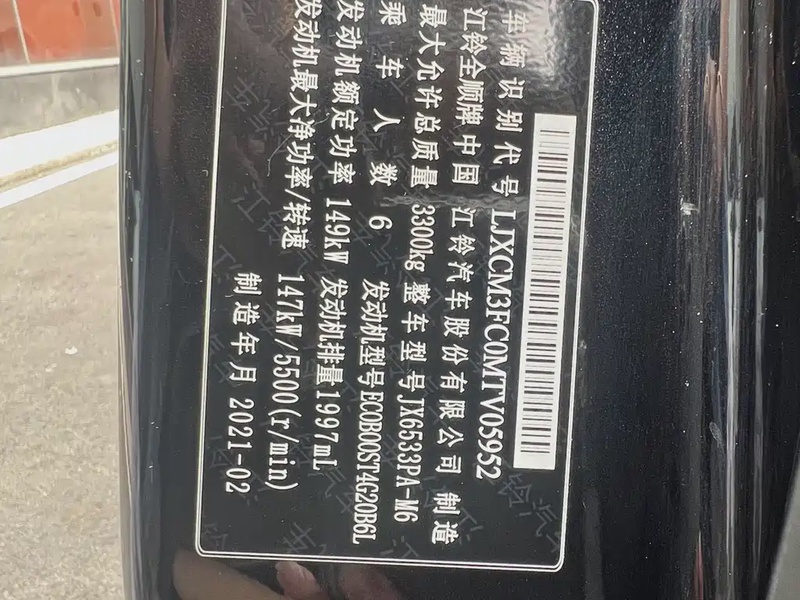 车辆识别代号 LJXCM3FC0MTV05952
江铃全顺牌 中国 江铃汽车股份有限公司 制造
最大允许总质量 3300kg 整车型号 JX6533PA-M6
乘车人数 6 发动机型号 ECOBOOST4G20B6L
发动机额定功率 149kW 发动机排量 1997mL
发动机最大净功率/转速 147kW/5500(r/min)
制造年月 2021-02